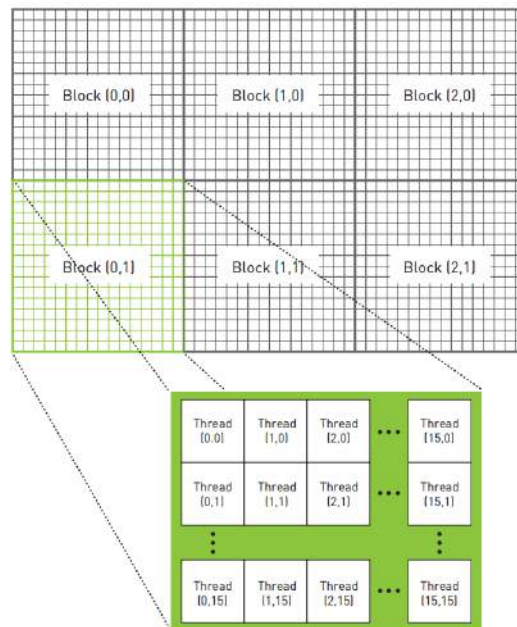 Block (0,0)
Block (1,0)
Block (2,0)
Block (0,1)
Block (1,1)
Block (2,1)
Thread
(0.0)
Thread
(1,0)
Thread
(2,0)
•••
Thread
(15,0)
Thread
(0,1)
Thread
(1,1)
Thread
(2,1)
•••
Thread
(15,1)
Thread
(0,15)
Thread
(1,15)
Thread
(2,15)
•••
Thread
(15,15)